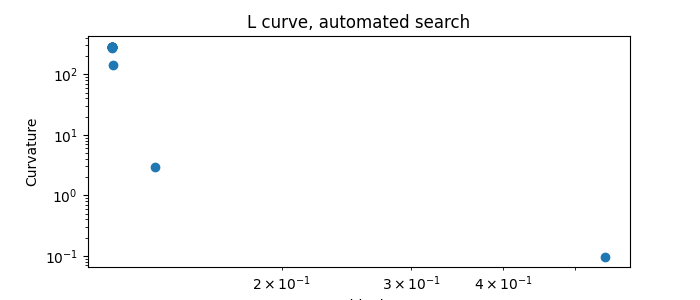 L curve, automated search
Curvature
10²
10¹
10⁰
10⁻¹
2 × 10⁻¹
3 × 10⁻¹
4 × 10⁻¹